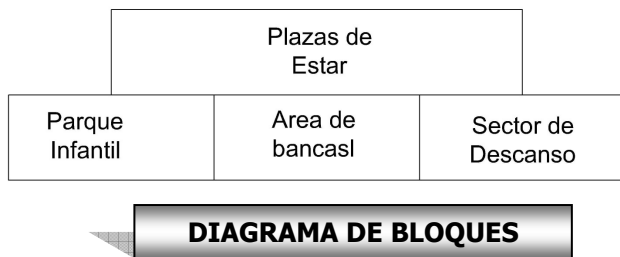 Plazas de
Estar
Parque
Infantil
Area de
bancasl
Sector de
Descanso
DIAGRAMA DE BLOQUES